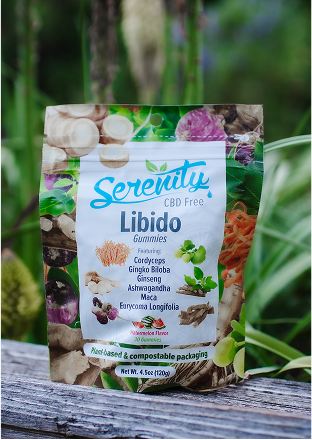 Serenity
CBD Free
Libido
Gummies
Featuring:
Cordyceps
Gingko Biloba
Ginseng
Ashwagandha
Maca
Eurycoma Longifolia
Watermelon Flavor
30 Gummies
Plant-based & compostable packaging
Net Wt. 4.5oz (120g)